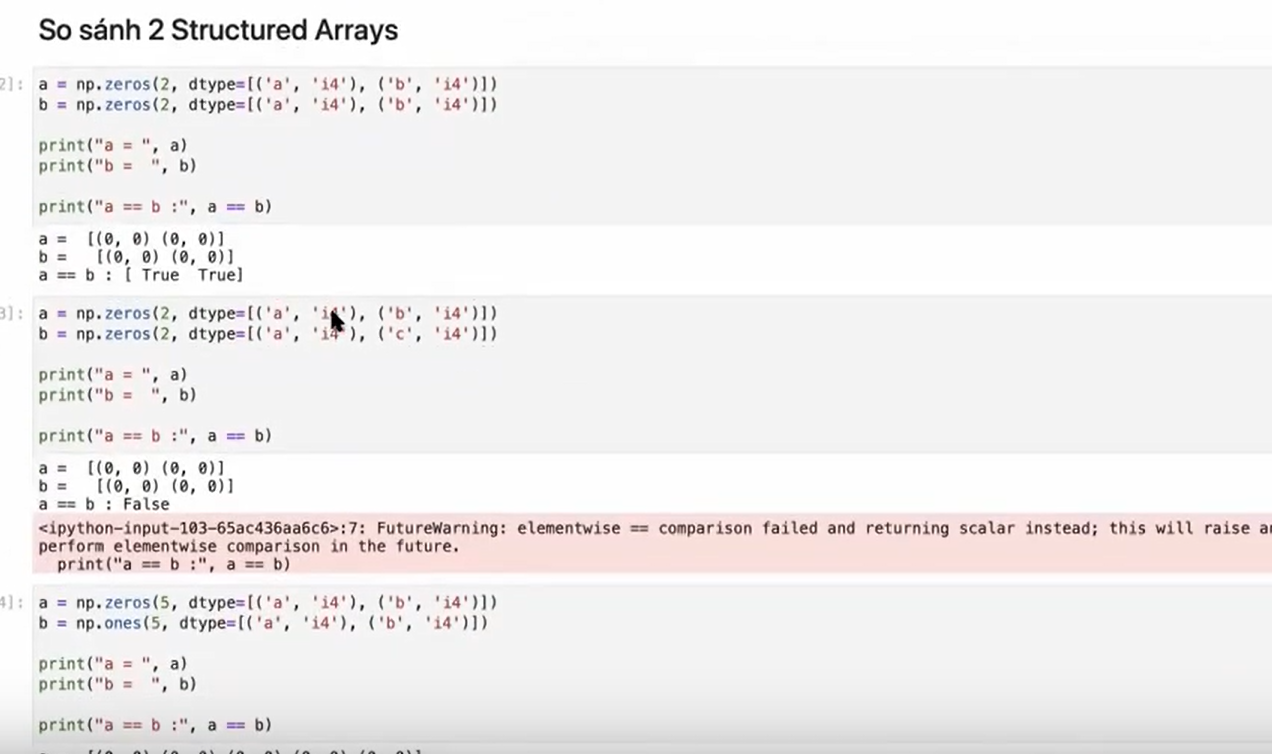 So sánh 2 Structured Arrays
2]:
a = np.zeros(2, dtype=[('a', 'i4'), ('b', 'i4')])
b = np.zeros(2, dtype=[('a', 'i4'), ('b', 'i4')])
print("a = ", a)
print("b =  ", b)
print("a == b :", a == b)
a =  [(0, 0) (0, 0)]
b =   [(0, 0) (0, 0)]
a == b : [ True  True]
3]:
a = np.zeros(2, dtype=[('a', 'i4'), ('b', 'i4')])
b = np.zeros(2, dtype=[('a', 'i4'), ('c', 'i4')])
print("a = ", a)
print("b =  ", b)
print("a == b :", a == b)
a =  [(0, 0) (0, 0)]
b =   [(0, 0) (0, 0)]
a == b : False
<ipython-input-103-65ac436aa6c6>:7: FutureWarning: elementwise == comparison failed and returning scalar instead; this will raise
perform elementwise comparison in the future.
  print("a == b :", a == b)
4]:
a = np.zeros(5, dtype=[('a', 'i4'), ('b', 'i4')])
b = np.ones(5, dtype=[('a', 'i4'), ('b', 'i4')])
print("a = ", a)
print("b =  ", b)
print("a == b :", a == b)